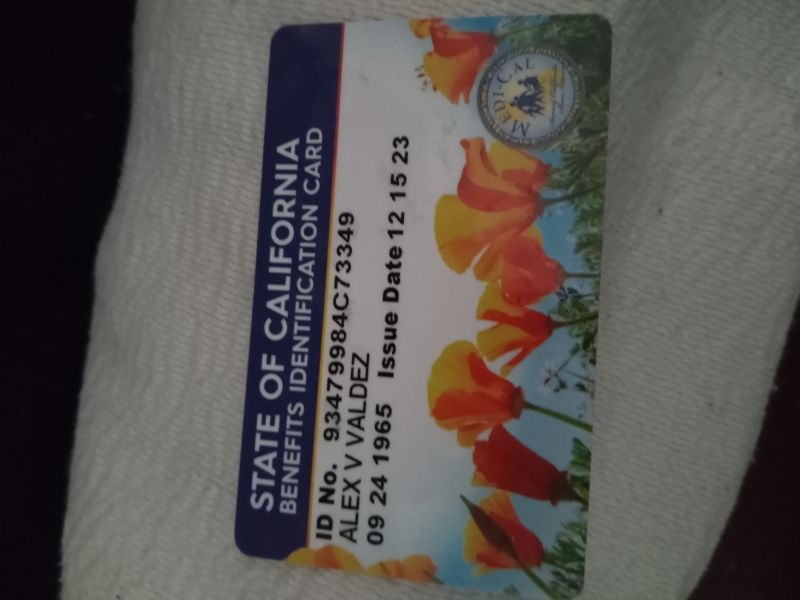 STATE OF CALIFORNIA
BENEFITS IDENTIFICATION CARD
ID No. 93479984C73349
ALEX V VALDEZ
09 24 1965 Issue Date 12 15 23
MEDI-CAL